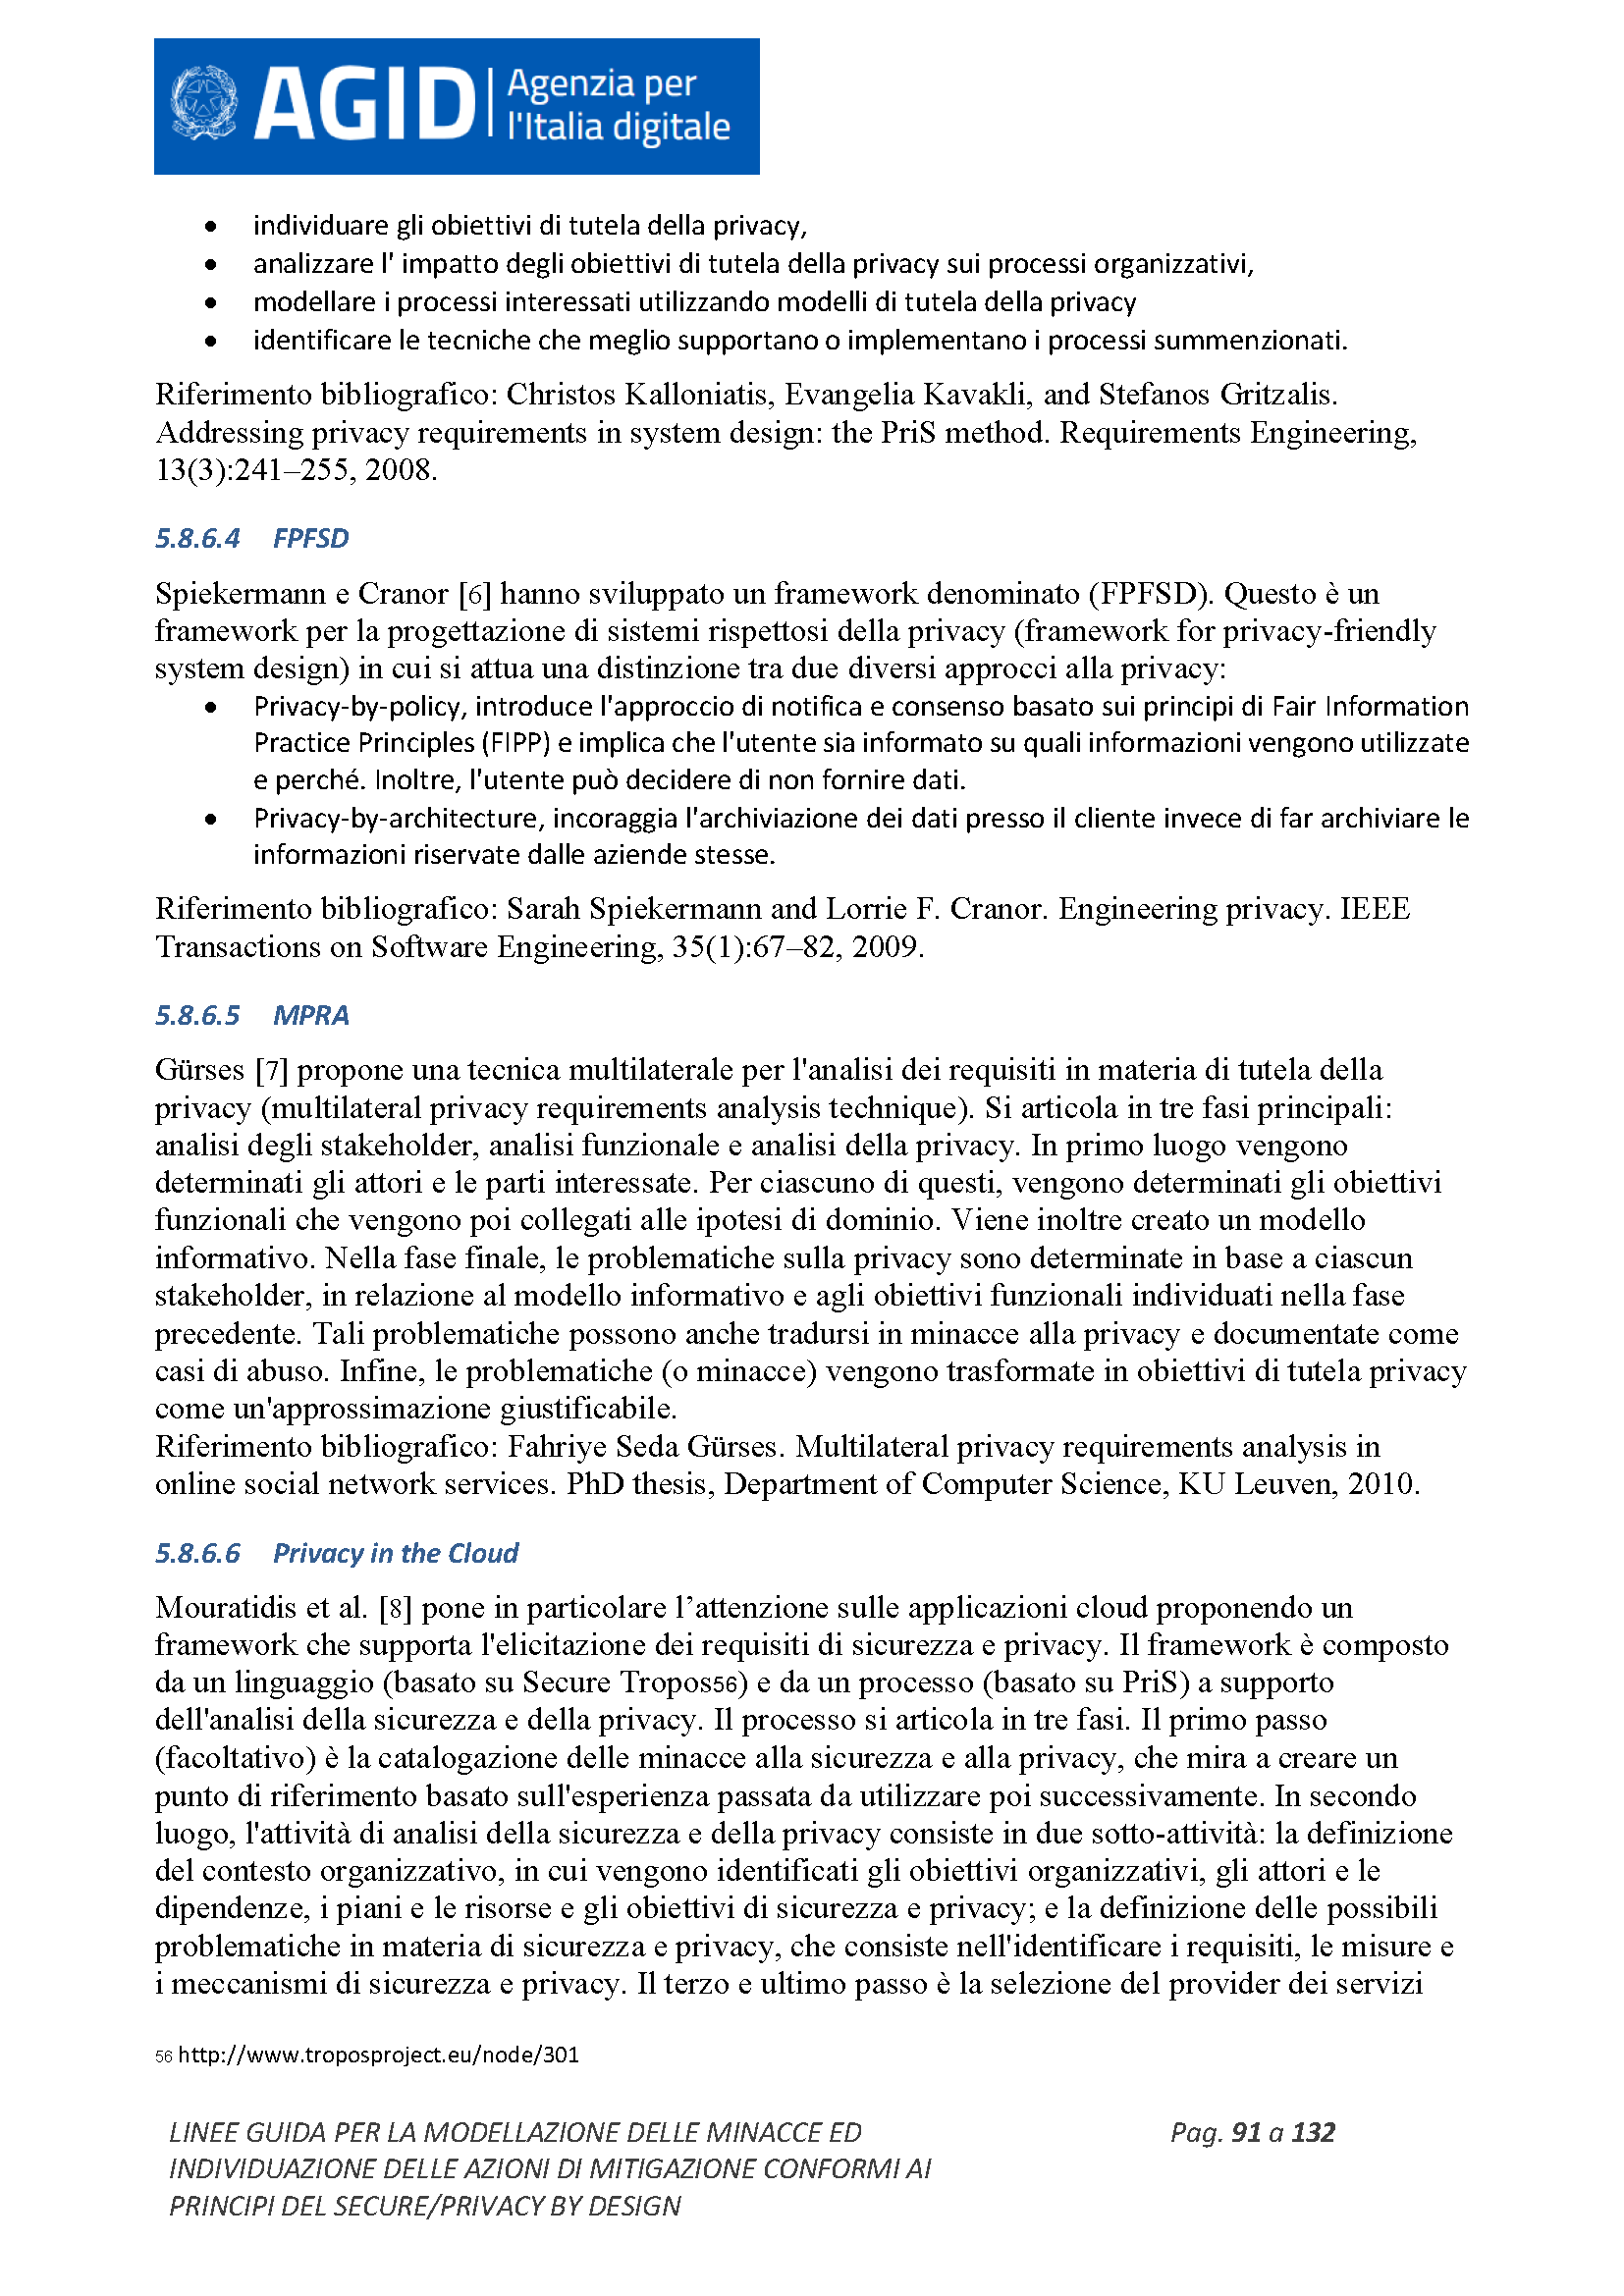 AGID
Agenzia per
l'Italia digitale
• individuare gli obiettivi di tutela della privacy,
• analizzare l' impatto degli obiettivi di tutela della privacy sui processi organizzativi,
• modellare i processi interessati utilizzando modelli di tutela della privacy
• identificare le tecniche che meglio supportano o implementano i processi summenzionati.
Riferimento bibliografico: Christos Kalloniatis, Evangelia Kavakli, and Stefanos Gritzalis.
Addressing privacy requirements in system design: the PriS method. Requirements Engineering,
13(3):241–255, 2008.
5.8.6.4 FPFSD
Spiekermann e Cranor [6] hanno sviluppato un framework denominato (FPFSD). Questo è un
framework per la progettazione di sistemi rispettosi della privacy (framework for privacy-friendly
system design) in cui si attua una distinzione tra due diversi approcci alla privacy:
• Privacy-by-policy, introduce l'approccio di notifica e consenso basato sui principi di Fair Information
Practice Principles (FIPP) e implica che l'utente sia informato su quali informazioni vengono utilizzate
e perché. Inoltre, l'utente può decidere di non fornire dati.
• Privacy-by-architecture, incoraggia l'archiviazione dei dati presso il cliente invece di far archiviare le
informazioni riservate dalle aziende stesse.
Riferimento bibliografico: Sarah Spiekermann and Lorrie F. Cranor. Engineering privacy. IEEE
Transactions on Software Engineering, 35(1):67–82, 2009.
5.8.6.5 MPRA
Gürses [7] propone una tecnica multilaterale per l'analisi dei requisiti in materia di tutela della
privacy (multilateral privacy requirements analysis technique). Si articola in tre fasi principali:
analisi degli stakeholder, analisi funzionale e analisi della privacy. In primo luogo vengono
determinati gli attori e le parti interessate. Per ciascuno di questi, vengono determinati gli obiettivi
funzionali che vengono poi collegati alle ipotesi di dominio. Viene inoltre creato un modello
informativo. Nella fase finale, le problematiche sulla privacy sono determinate in base a ciascun
stakeholder, in relazione al modello informativo e agli obiettivi funzionali individuati nella fase
precedente. Tali problematiche possono anche tradursi in minacce alla privacy e documentate come
casi di abuso. Infine, le problematiche (o minacce) vengono trasformate in obiettivi di tutela privacy
come un'approssimazione giustificabile.
Riferimento bibliografico: Fahriye Seda Gürses. Multilateral privacy requirements analysis in
online social network services. PhD thesis, Department of Computer Science, KU Leuven, 2010.
5.8.6.6 Privacy in the Cloud
Mouratidis et al. [8] pone in particolare l’attenzione sulle applicazioni cloud proponendo un
framework che supporta l'elicitazione dei requisiti di sicurezza e privacy. Il framework è composto
da un linguaggio (basato su Secure Tropos56) e da un processo (basato su PriS) a supporto
dell'analisi della sicurezza e della privacy. Il processo si articola in tre fasi. Il primo passo
(facoltativo) è la catalogazione delle minacce alla sicurezza e alla privacy, che mira a creare un
punto di riferimento basato sull'esperienza passata da utilizzare poi successivamente. In secondo
luogo, l'attività di analisi della sicurezza e della privacy consiste in due sotto-attività: la definizione
del contesto organizzativo, in cui vengono identificati gli obiettivi organizzativi, gli attori e le
dipendenze, i piani e le risorse e gli obiettivi di sicurezza e privacy; e la definizione delle possibili
problematiche in materia di sicurezza e privacy, che consiste nell'identificare i requisiti, le misure e
i meccanismi di sicurezza e privacy. Il terzo e ultimo passo è la selezione del provider dei servizi
56 http://www.troposproject.eu/node/301
LINEE GUIDA PER LA MODELLAZIONE DELLE MINACCE ED
INDIVIDUAZIONE DELLE AZIONI DI MITIGAZIONE CONFORMI AI
PRINCIPI DEL SECURE/PRIVACY BY DESIGN
Pag. 91 a 132